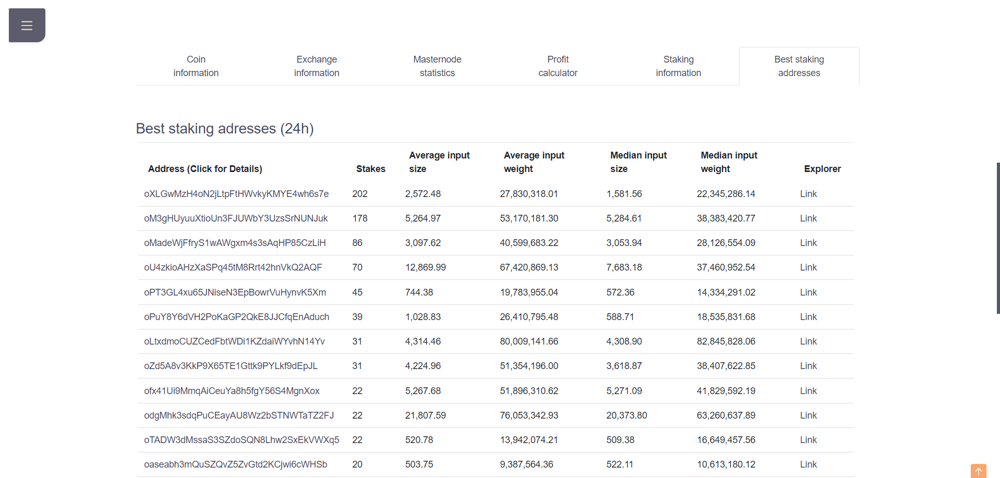 Coin information
Exchange information
Masternode statistics
Profit calculator
Staking information
Best staking addresses
Best staking adresses (24h)
Address (Click for Details) Stakes Average input size Average input weight Median input size Median input weight Explorer
oXLGwMzH4oN2jLtpFtHWvkyKMYE4wh6s7e 202 2,572.48 27,830,318.01 1,581.56 22,345,286.14 Link
oM3gHUyuuXtioUn3FJUWbY3UzsSrNUNJuk 178 5,264.97 53,170,181.30 5,284.61 38,383,420.77 Link
oMadeWjFfryS1wAWgxm4s3sAqHP85CzLiH 86 3,097.62 40,599,683.22 3,053.94 28,126,554.09 Link
oU4zkioAHzXaSPq45tM8Rrt42hnVkQ2AQF 70 12,869.99 67,420,869.13 7,683.18 37,460,952.54 Link
oPT3GL4xu65JNiseN3EpBowrVuHynvK5Xm 45 744.38 19,783,955.04 572.36 14,334,291.02 Link
oPuY8Y6dVH2PoKaGP2QkE8JJCfqEnAduch 39 1,028.83 26,410,795.48 588.71 18,535,831.68 Link
oLtxdmoCUZCedFbtWDi1KZdaiWYvhN14Yv 31 4,314.46 80,009,141.66 4,308.90 82,845,828.06 Link
oZd5A8v3KkP9X65TE1Gttk9PYLkf9dEpJL 31 4,224.96 51,354,196.00 3,618.87 38,407,622.85 Link
ofx41Ui9MmqAiCeuYa8h5fgY56S4MgnXox 22 5,267.68 51,896,310.62 5,271.09 41,829,592.19 Link
odgMhk3sdqPuCEayAU8Wz2bSTNWTaTZ2FJ 22 21,807.59 76,053,342.93 20,373.80 63,260,637.89 Link
oTADW3dMssaS3SZdoSQN8Lhw2SxEkVWXq5 22 520.78 13,942,074.21 509.38 16,649,457.56 Link
oaseabh3mQuSZQvZ5ZvGtd2KCjwi6cWHSb 20 503.75 9,387,564.36 522.11 10,613,180.12 Link